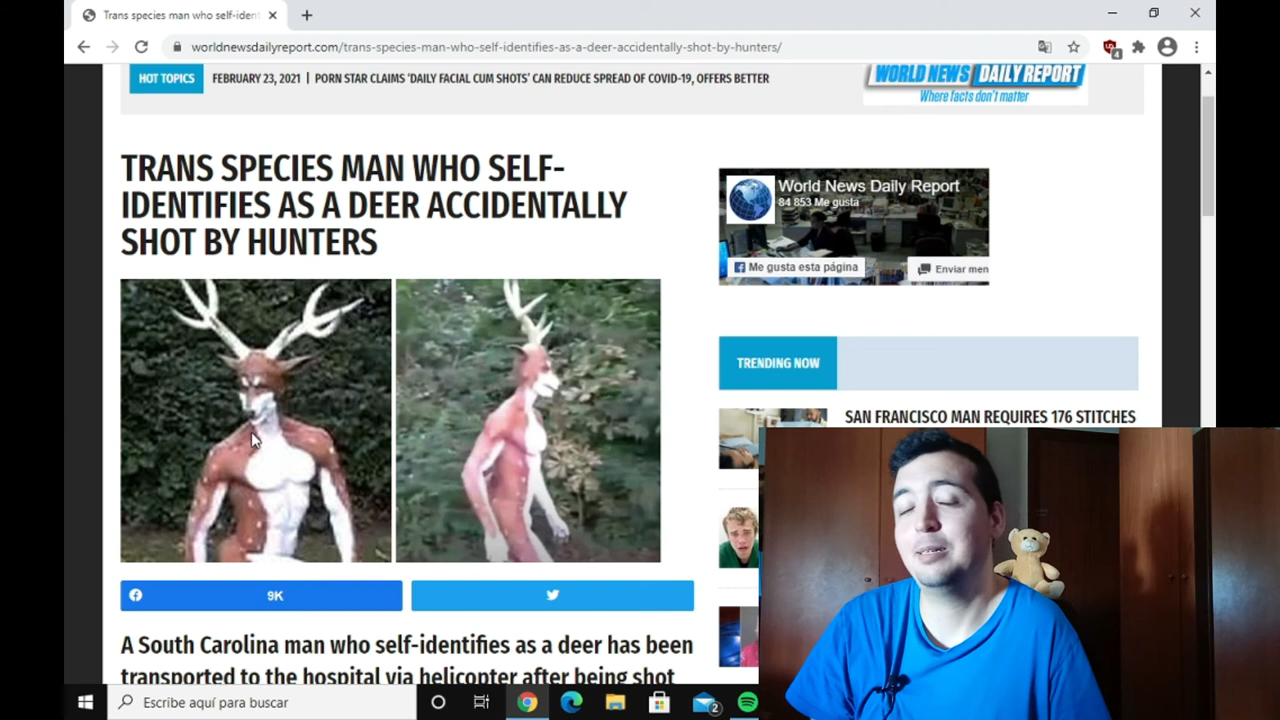 Trans species man who self-ident
worldnewsdailyreport.com/trans-species-man-who-self-identifies-as-a-deer-accidentally-shot-by-hunters/
4
HOT TOPICS
FEBRUARY 23, 2021 | PORN STAR CLAIMS 'DAILY FACIAL CUM SHOTS' CAN REDUCE SPREAD OF COVID-19, OFFERS BETTER
WORLD NEWS DAILY REPORT
Where facts don't matter
TRANS SPECIES MAN WHO SELF-
IDENTIFIES AS A DEER ACCIDENTALLY
SHOT BY HUNTERS
World News Daily Report
84 853 Me gusta
Me gusta esta página
Enviar men
TRENDING NOW
SAN FRANCISCO MAN REQUIRES 176 STITCHES
9K
A South Carolina man who self-identifies as a deer has been
transported to the hospital via helicopter after being shot
Escribe aquí para buscar
2